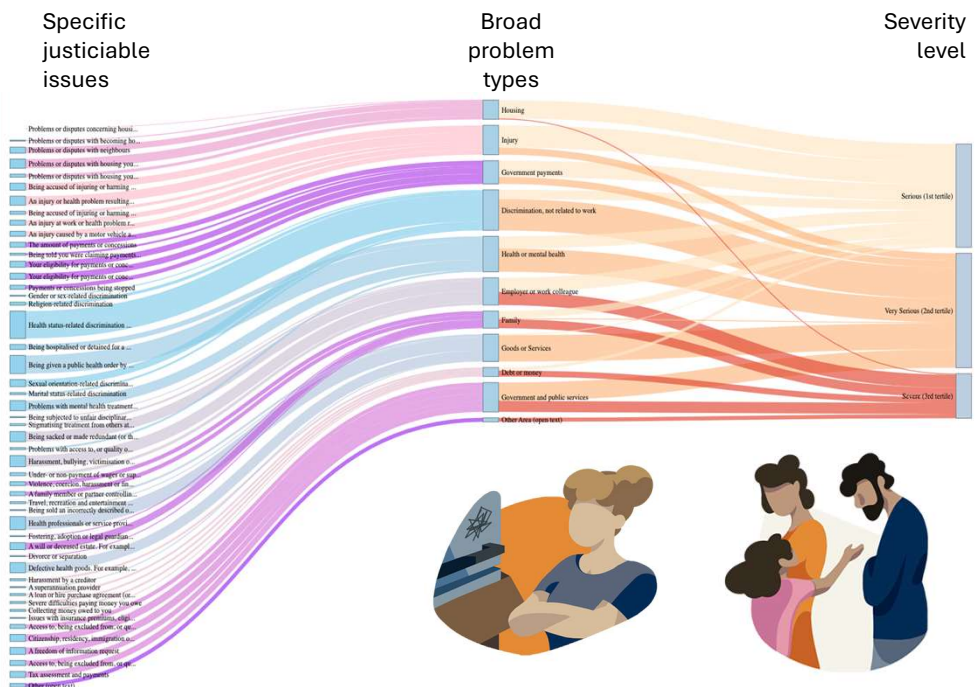 Specific
justiciable
issues
Broad
problem
types
Severity
level
Problems or disputes concerning housi...
Problems or disputes with becoming ho...
Problems or disputes with neighbours
Problems or disputes with housing you...
Problems or disputes with housing you...
Being accused of injuring or harming ...
An injury or health problem resulting...
Being accused of injuring or harming ...
An injury at work or health problem r...
An injury caused by a motor vehicle a...
The amount of payments or concessions
Being told you were claiming payments...
Your eligibility for payments or conc...
Your eligibility for payments or conc...
Payments or concessions being stopped
Gender or sex-related discrimination
Religion-related discrimination
Health status-related discrimination ...
Being hospitalised or detained for a ...
Being given a public health order by ...
Sexual orientation-related discrimina...
Marital status-related discrimination
Problems with mental health treatment...
Being subjected to unfair disciplinar...
Stigmatising treatment from others at...
Being sacked or made redundant (or th...
Problems with access to, or quality o...
Harassment, bullying, victimisation o...
Under- or non-payment of wages or sup...
Violence, coercion, harassment or fin...
A family member or partner controllin...
Travel, recreation and entertainment ...
Being sold an incorrectly described o...
Health professionals or service provi...
Fostering, adoption or legal guardian...
A will or deceased estate. For exampl...
Divorce or separation
Defective health goods. For example, ...
Harassment by a creditor
A superannuation provider
A loan or hire purchase agreement (or...
Severe difficulties paying money you owe
Collecting money owed to you
Issues with insurance premiums, eligi...
Access to, being excluded from, or qu...
Citizenship, residency, immigration o...
A freedom of information request
Access to, being excluded from, or qu...
Tax assessment and payments
Other (open text)
Housing
Injury
Government payments
Discrimination, not related to work
Health or mental health
Employer or work colleague
Family
Goods or Services
Debt or money
Government and public services
Other Area (open text)
Serious (1st tertile)
Very Serious (2nd tertile)
Severe (3rd tertile)